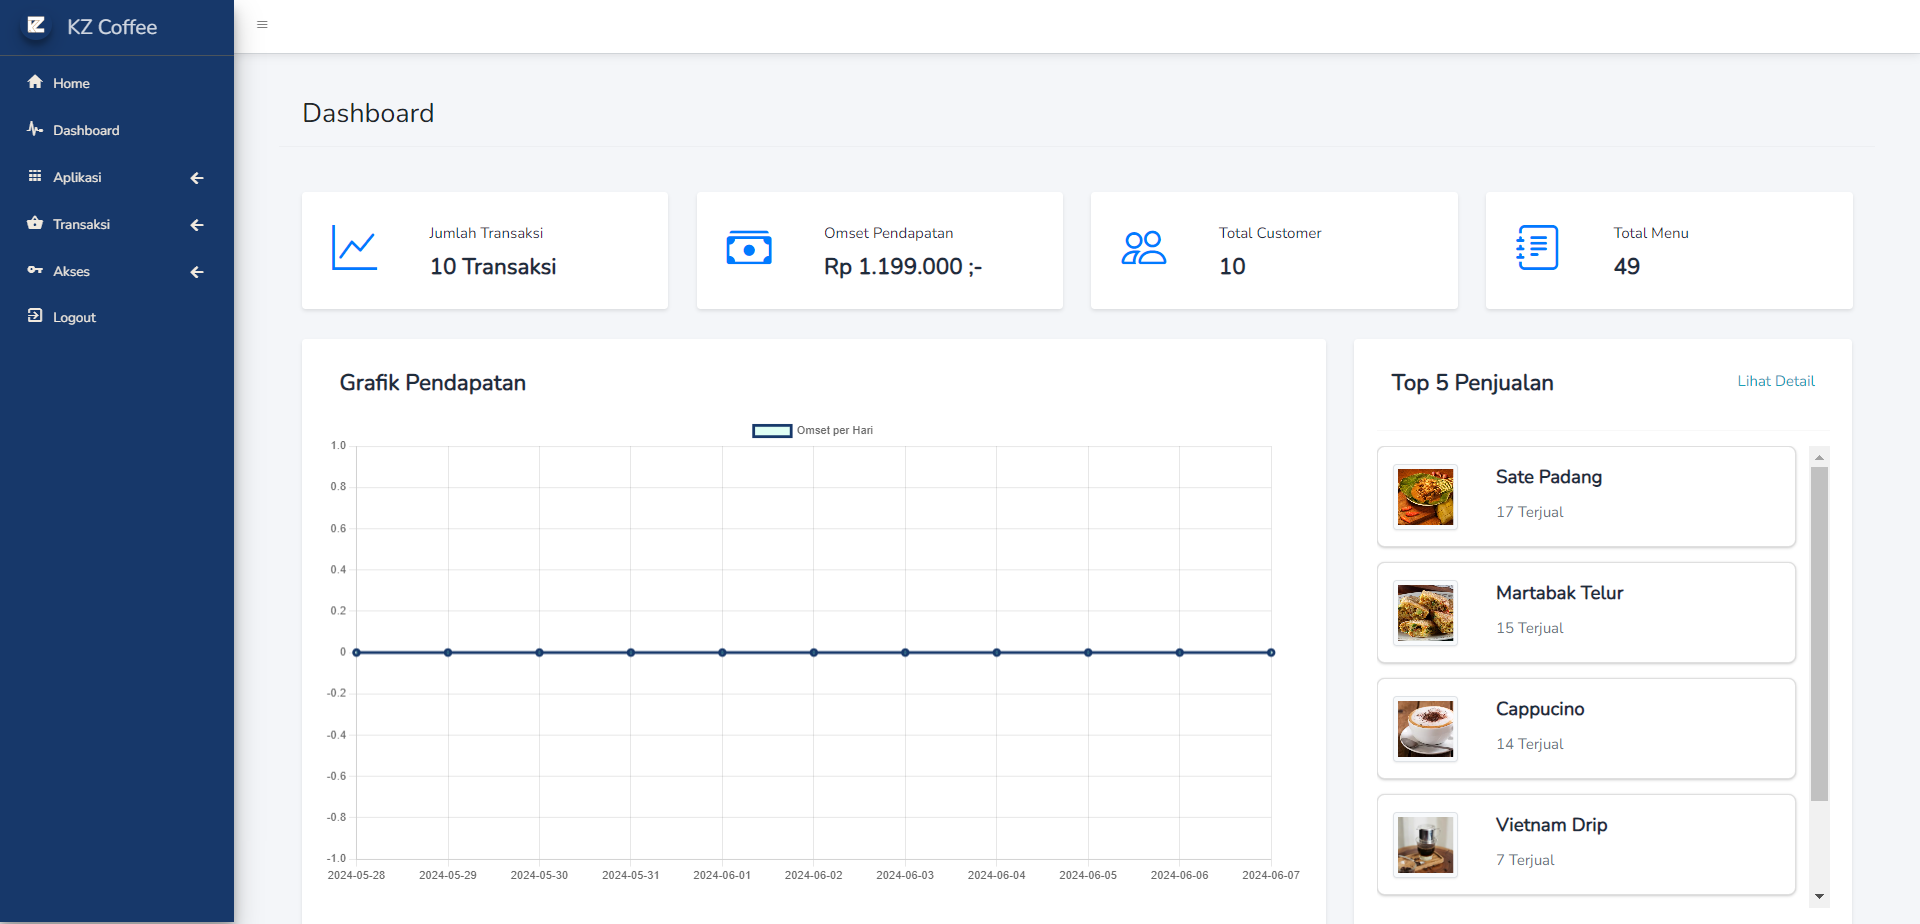 KZ Coffee
Home
Dashboard
Aplikasi
Transaksi
Akses
Logout
Dashboard
Jumlah Transaksi
10 Transaksi
Omset Pendapatan
Rp 1.199.000 ;-
Total Customer
10
Total Menu
49
Grafik Pendapatan
Omset per Hari
1.0
0.8
0.6
0.4
0.2
0
-0.2
-0.4
-0.6
-0.8
-1.0
2024-05-28 2024-05-29 2024-05-30 2024-05-31 2024-06-01 2024-06-02 2024-06-03 2024-06-04 2024-06-05 2024-06-06 2024-06-07
Top 5 Penjualan
Lihat Detail
Sate Padang
17 Terjual
Martabak Telur
15 Terjual
Cappucino
14 Terjual
Vietnam Drip
7 Terjual